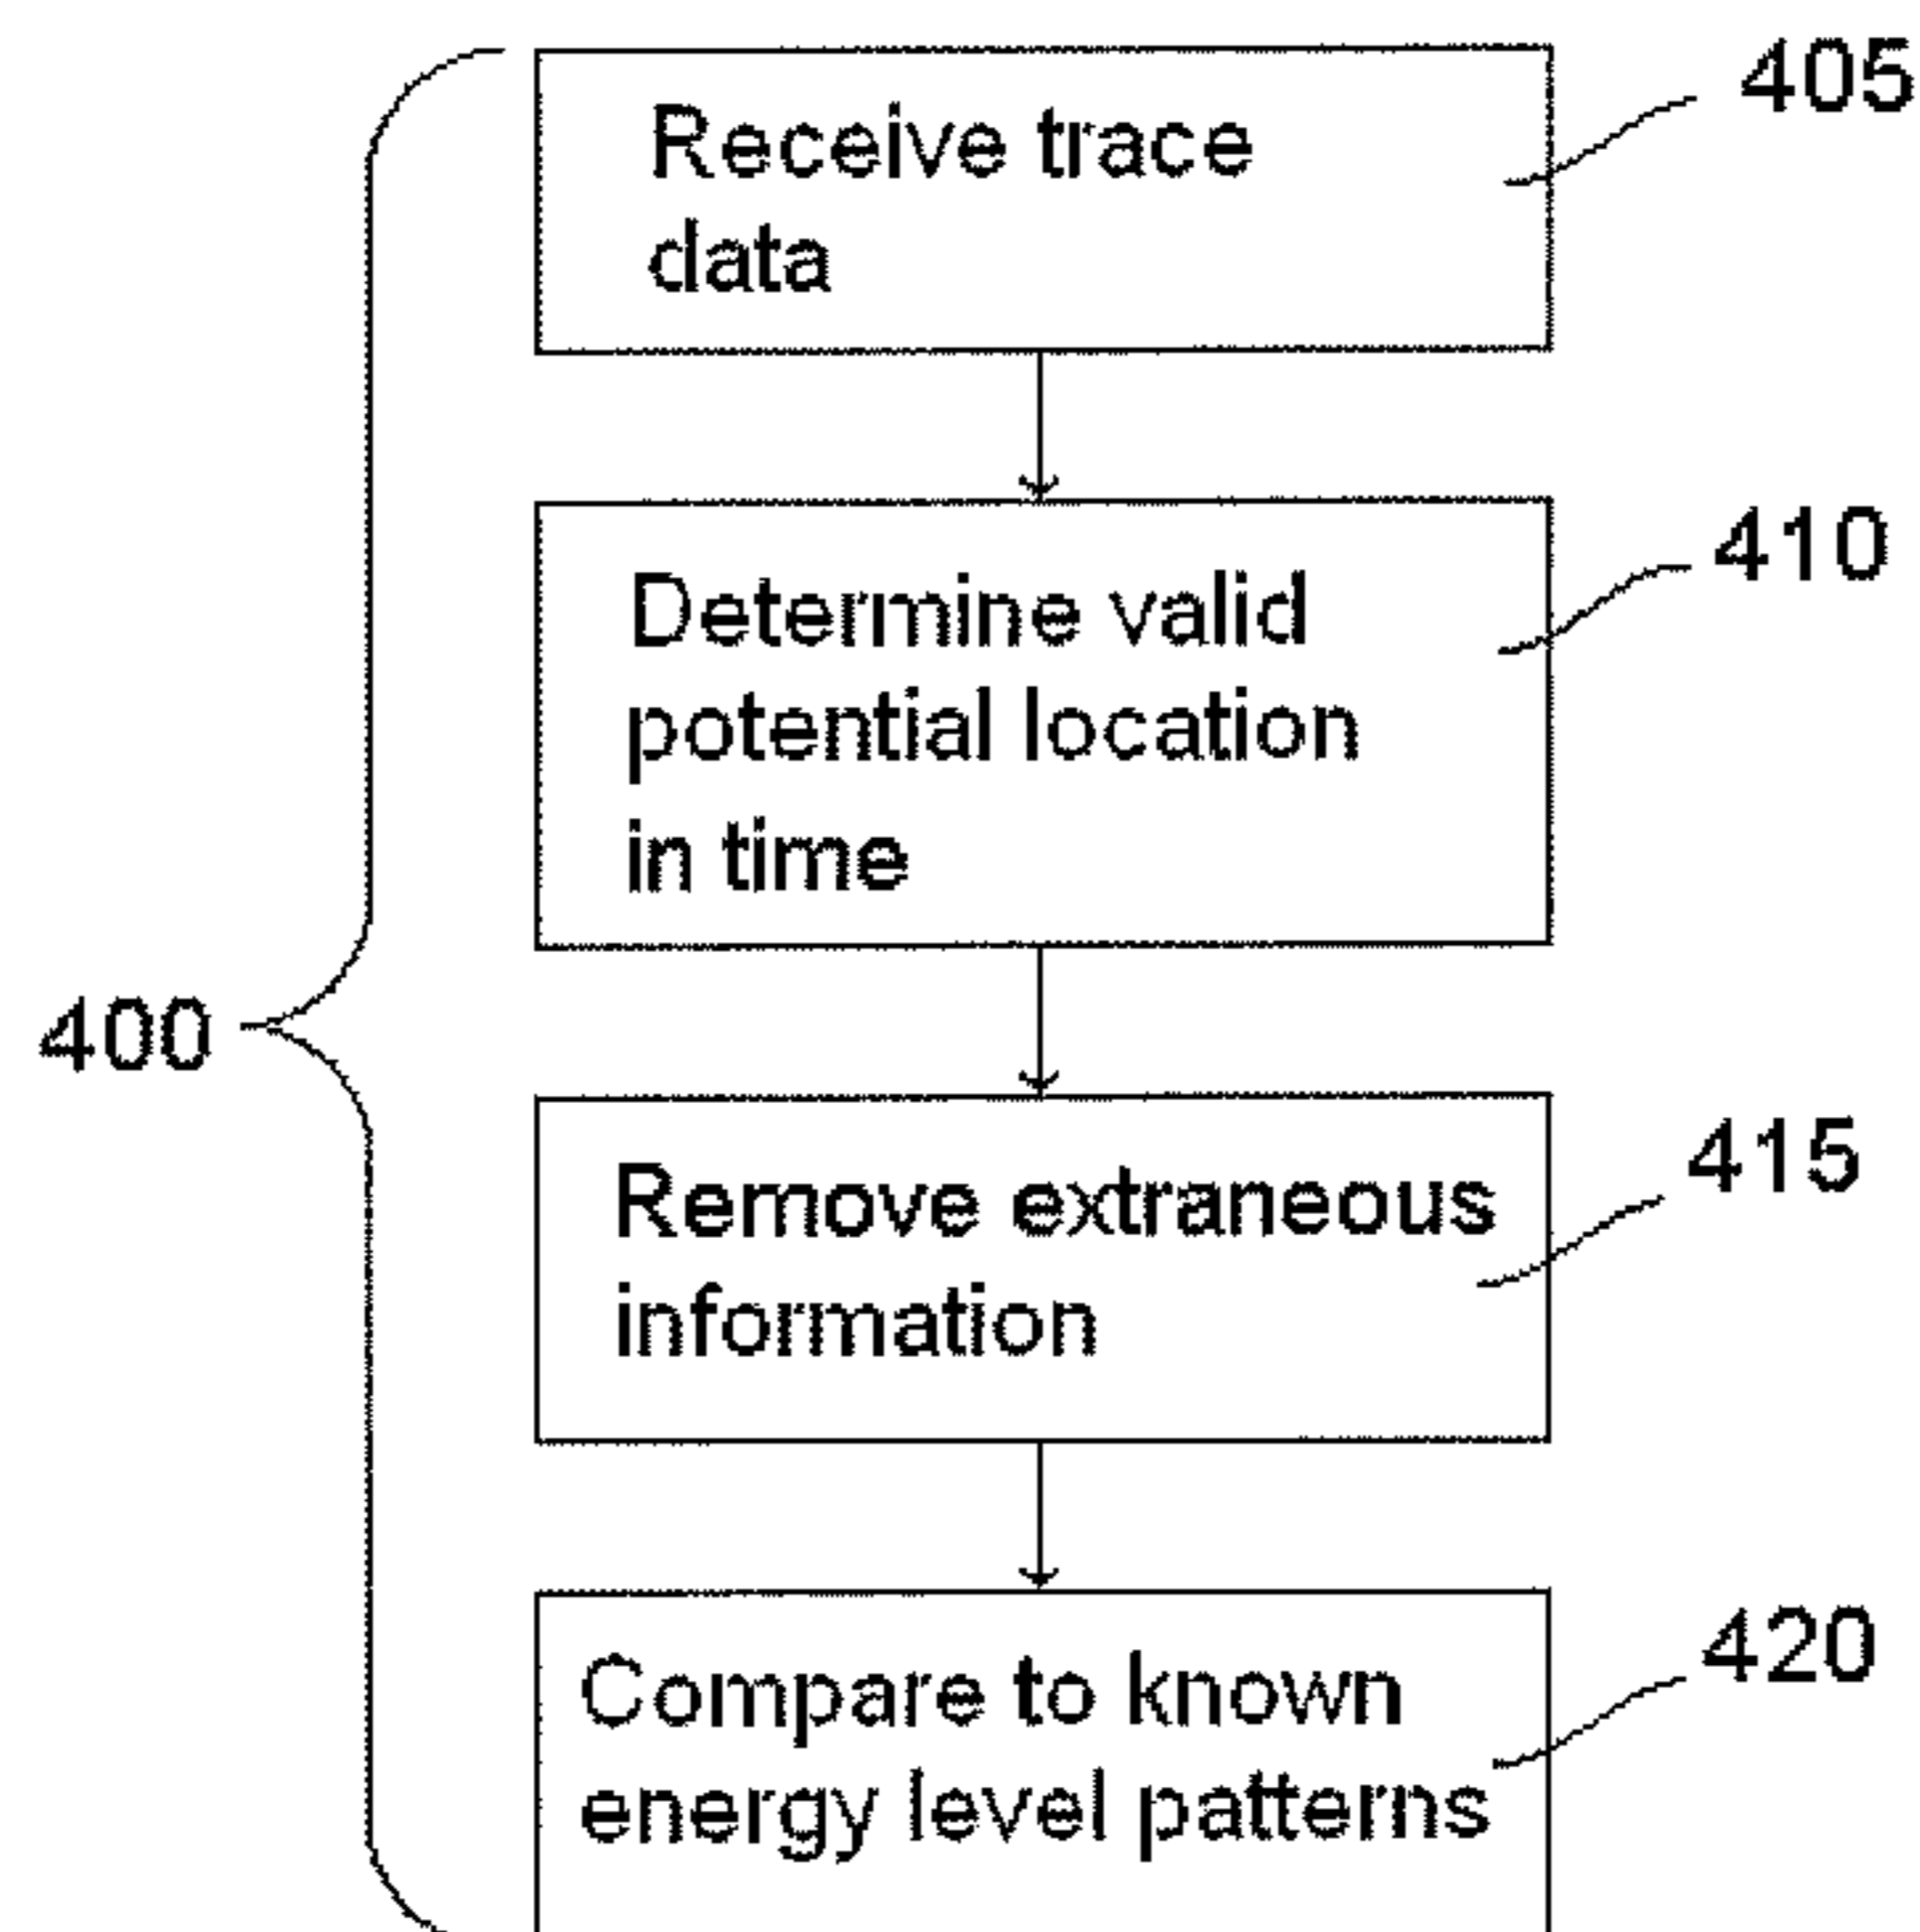 Receive trace
data
405
Determine valid
potential location
in time
410
400
Remove extraneous
information
415
Compare to known
energy level patterns
420